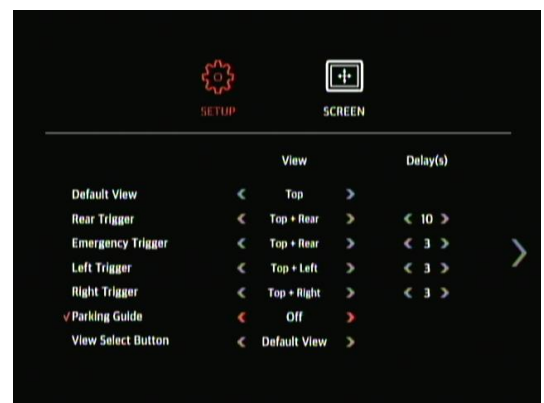 SETUP SCREEN
View Delay(s)
Default View Top
Rear Trigger Top + Rear 10
Emergency Trigger Top + Rear 3
Left Trigger Top + Left 3
Right Trigger Top + Right 3
√ Parking Guide Off
View Select Button Default View